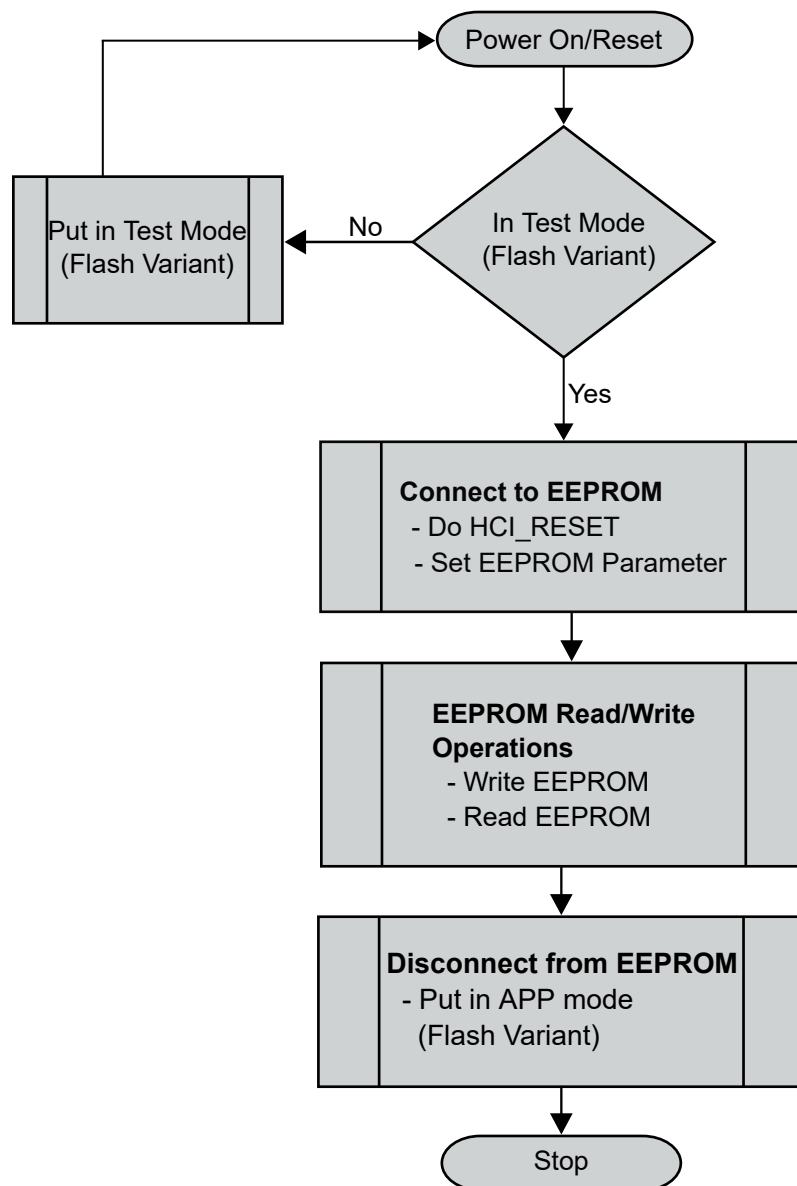 Power On/Reset
In Test Mode
(Flash Variant)
No
Put in Test Mode
(Flash Variant)
Yes
Connect to EEPROM
- Do HCI_RESET
- Set EEPROM Parameter
EEPROM Read/Write
Operations
- Write EEPROM
- Read EEPROM
Disconnect from EEPROM
- Put in APP mode
(Flash Variant)
Stop